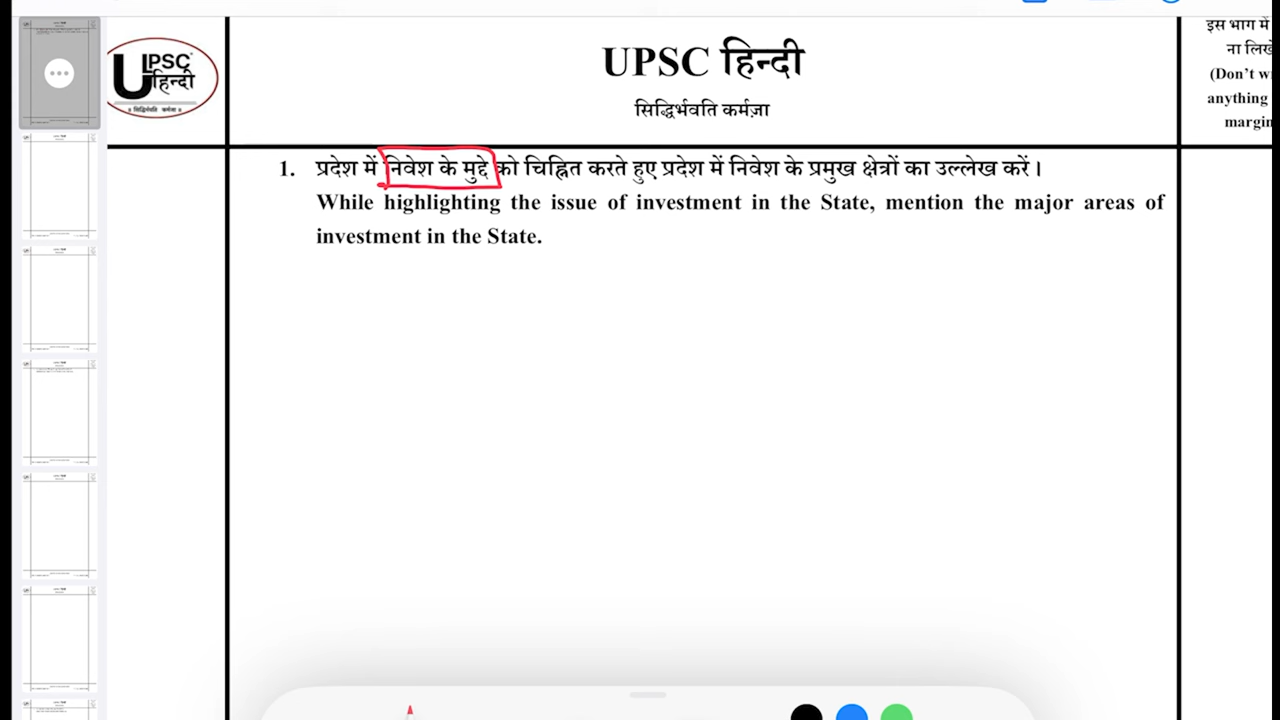 UPSC
हिन्दी
UPSC हिन्दी
सिद्धिर्भवति कर्मज़ा
इस भाग में
ना लिखें
(Don't w
anything
margin
1. प्रदेश में निवेश के मुद्दे को चिह्नित करते हुए प्रदेश में निवेश के प्रमुख क्षेत्रों का उल्लेख करें।
While highlighting the issue of investment in the State, mention the major areas of
investment in the State.